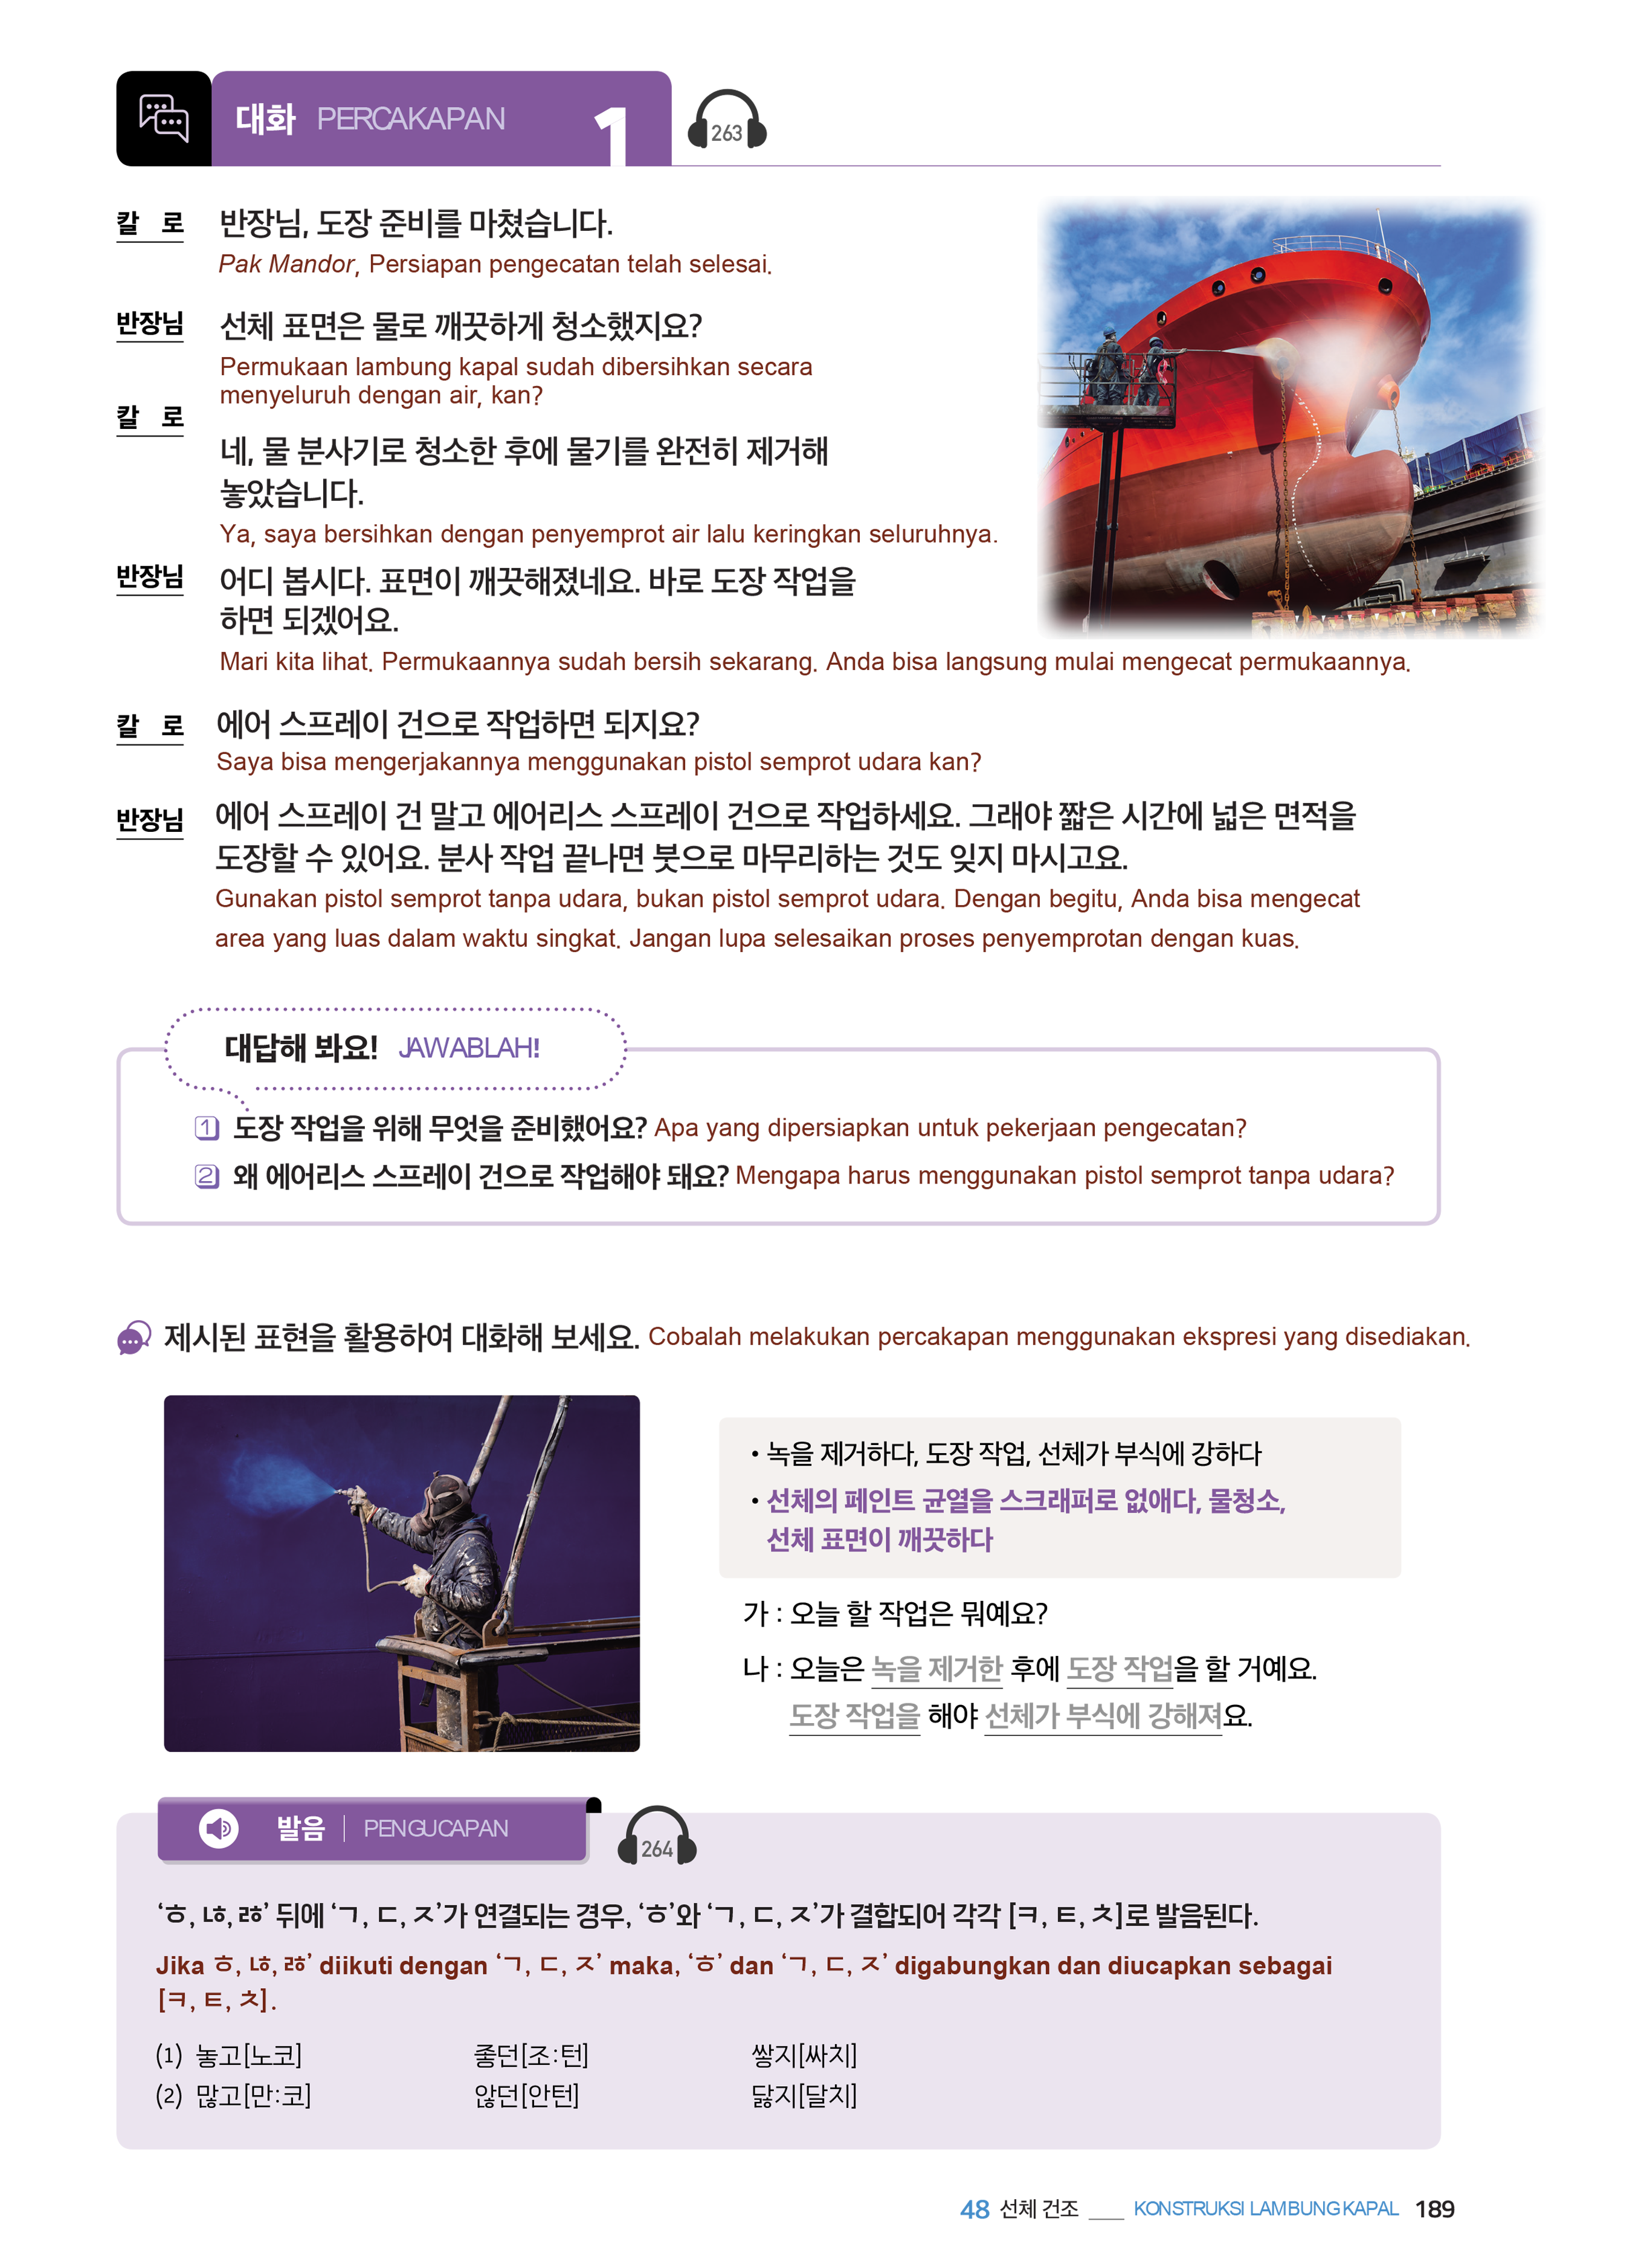 대화 PERCAKAPAN 1
263
칼 로 반장님, 도장 준비를 마쳤습니다.
Pak Mandor, Persiapan pengecatan telah selesai.
반장님 선체 표면은 물로 깨끗하게 청소했지요?
Permukaan lambung kapal sudah dibersihkan secara
menyeluruh dengan air, kan?
칼 로
네, 물 분사기로 청소한 후에 물기를 완전히 제거해
놓았습니다.
Ya, saya bersihkan dengan penyemprot air lalu keringkan seluruhnya.
반장님 어디 봅시다. 표면이 깨끗해졌네요. 바로 도장 작업을
하면 되겠어요.
Mari kita lihat. Permukaannya sudah bersih sekarang. Anda bisa langsung mulai mengecat permukaannya.
칼 로 에어 스프레이 건으로 작업하면 되지요?
Saya bisa mengerjakannya menggunakan pistol semprot udara kan?
반장님 에어 스프레이 건 말고 에어리스 스프레이 건으로 작업하세요. 그래야 짧은 시간에 넓은 면적을
도장할 수 있어요. 분사 작업 끝나면 붓으로 마무리하는 것도 잊지 마시고요.
Gunakan pistol semprot tanpa udara, bukan pistol semprot udara. Dengan begitu, Anda bisa mengecat
area yang luas dalam waktu singkat. Jangan lupa selesaikan proses penyemprotan dengan kuas.
대답해 봐요! JAWABLAH!
1 도장 작업을 위해 무엇을 준비했어요? Apa yang dipersiapkan untuk pekerjaan pengecatan?
2 왜 에어리스 스프레이 건으로 작업해야 돼요? Mengapa harus menggunakan pistol semprot tanpa udara?
제시된 표현을 활용하여 대화해 보세요. Cobalah melakukan percakapan menggunakan ekspresi yang disediakan.
• 녹을 제거하다, 도장 작업, 선체가 부식에 강하다
• 선체의 페인트 균열을 스크래퍼로 없애다, 물청소,
선체 표면이 깨끗하다
가 : 오늘 할 작업은 뭐예요?
나 : 오늘은 녹을 제거한 후에 도장 작업을 할 거예요.
도장 작업을 해야 선체가 부식에 강해져요.
발음 | PENGUCAPAN
264
‘ㅎ, ㄶ, ㅀ’ 뒤에 ‘ㄱ, ㄷ, ㅈ’가 연결되는 경우, ‘ㅎ’와 ‘ㄱ, ㄷ, ㅈ’가 결합되어 각각 [ㅋ, ㅌ, ㅊ]로 발음된다.
Jika ㅎ, ㄶ, ㅀ’ diikuti dengan ‘ㄱ, ㄷ, ㅈ’ maka, ‘ㅎ’ dan ‘ㄱ, ㄷ, ㅈ’ digabungkan dan diucapkan sebagai
[ㅋ, ㅌ, ㅊ].
(1) 놓고[노코] 좋던[조:턴] 쌓지[싸치]
(2) 많고[만:코] 않던[안턴] 닳지[달치]
48 선체 건조 ___ KONSTRUKSI LAMBUNG KAPAL 189